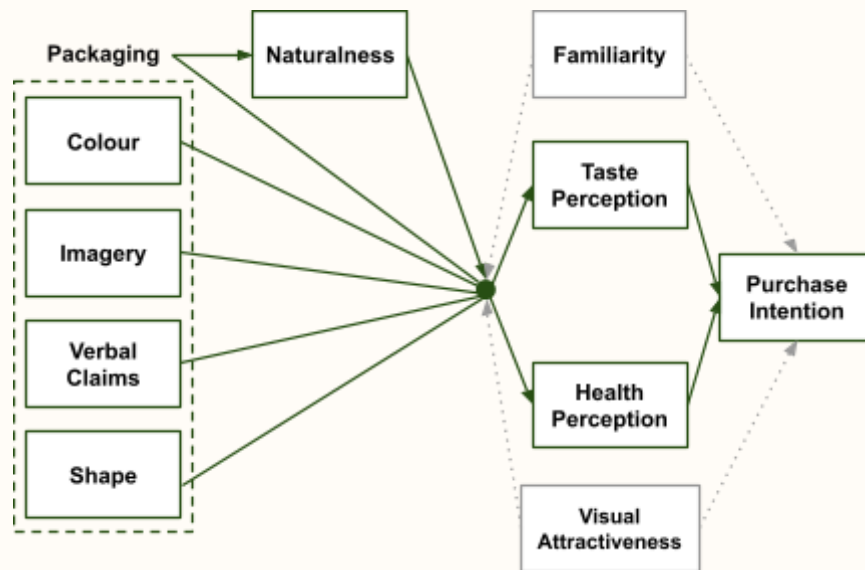 Packaging
Naturalness
Familiarity
Colour
Taste
Perception
Imagery
Purchase
Intention
Verbal
Claims
Health
Perception
Shape
Visual
Attractiveness